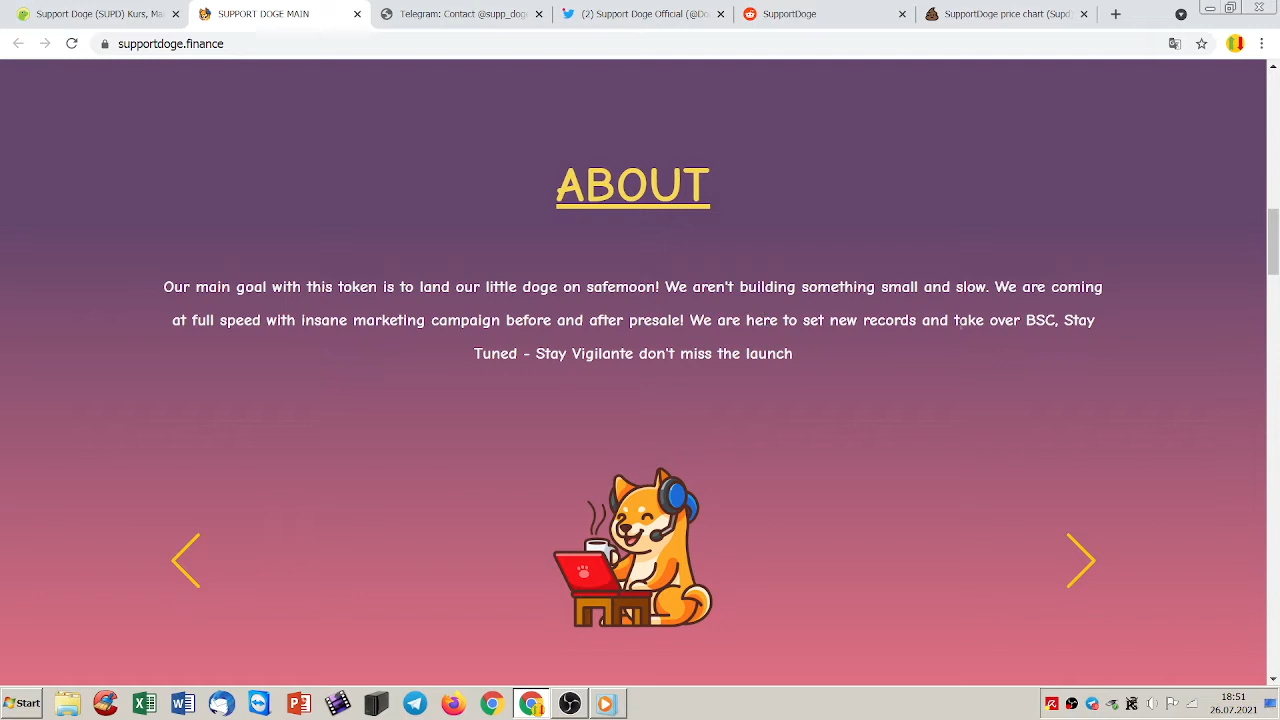 Support Doge (SUPD) Kurs, Ma
SUPPORT DOGE MAIN
Telegram: Contact @supp_dog
(2) Support Doge Official (@Do
SupportDoge
SupportDoge price chart (Supd
supportdoge.finance
ABOUT
Our main goal with this token is to land our little doge on safemoon! We aren't building something small and slow. We are coming
at full speed with insane marketing campaign before and after presale! We are here to set new records and take over BSC, Stay
Tuned - Stay Vigilante don't miss the launch
Start
18:51
26.07.2021